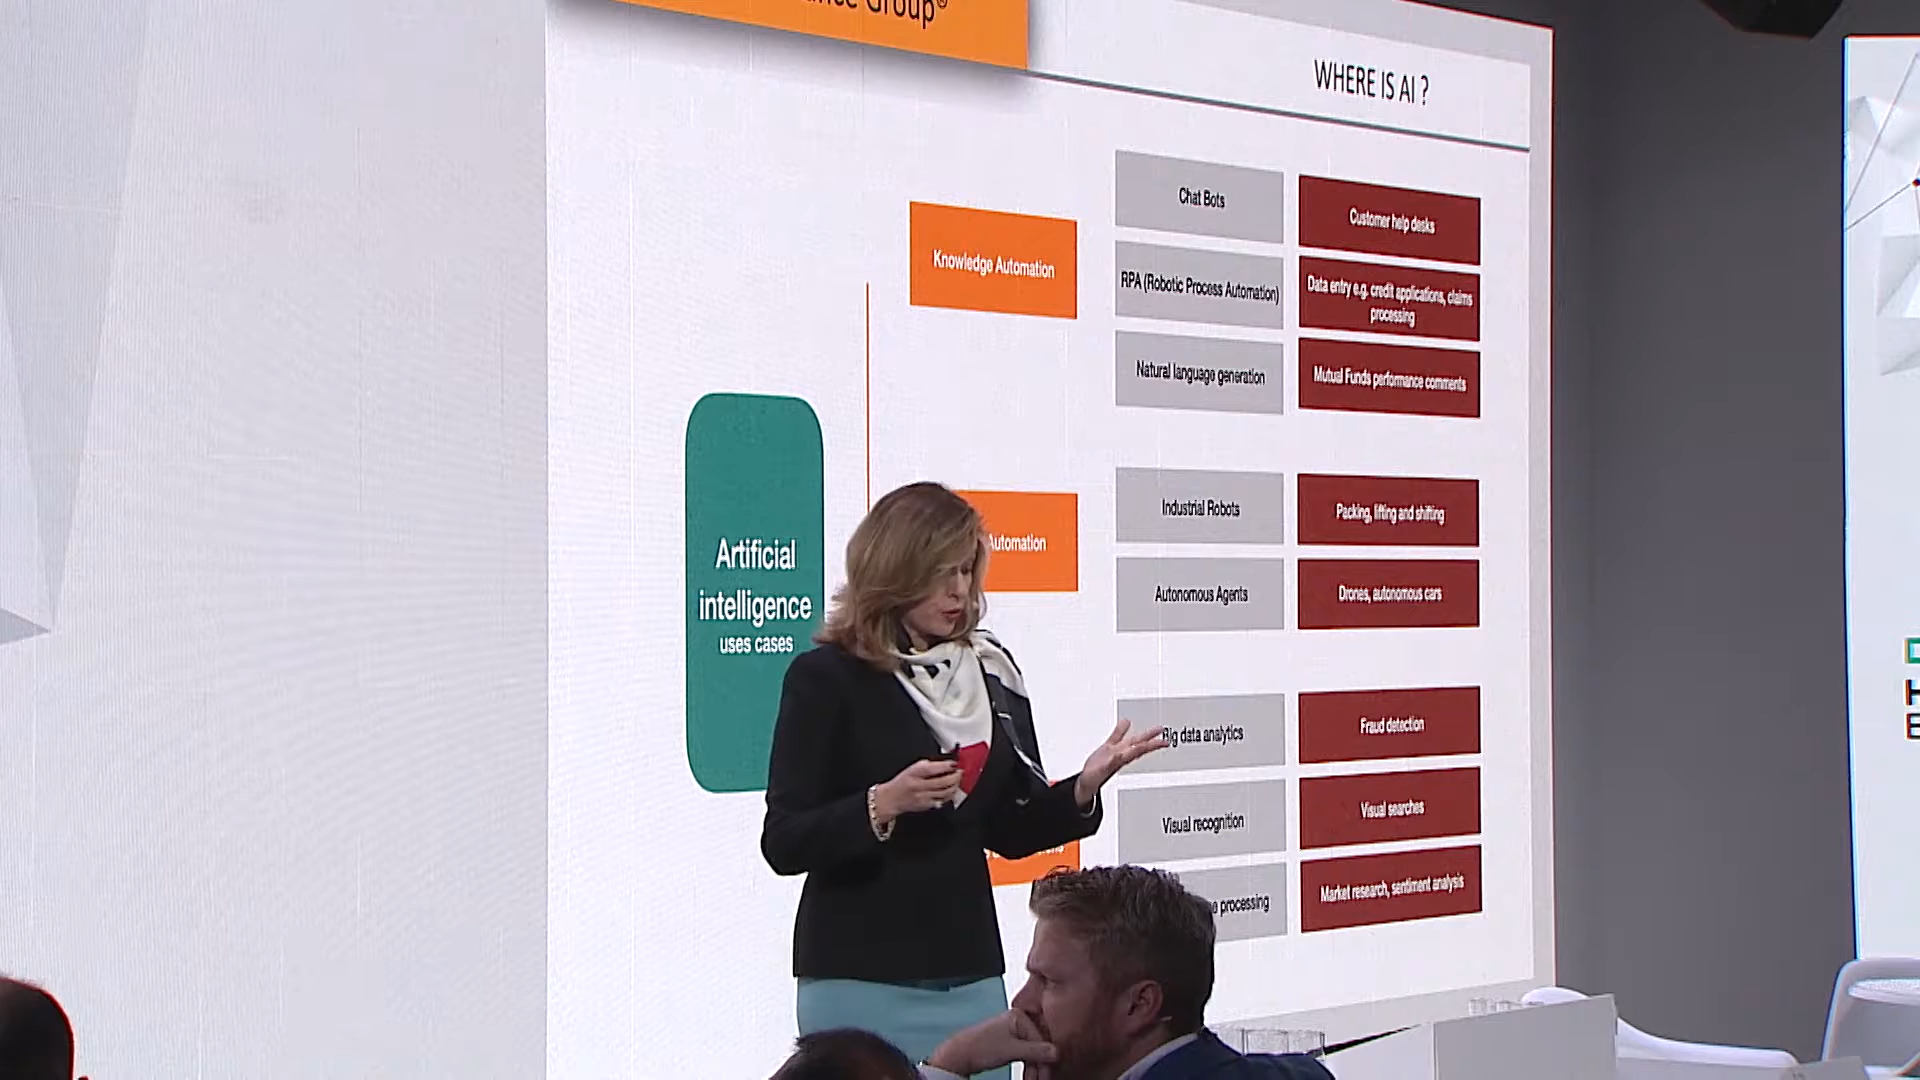 Group®
WHERE IS AI ?
Chat Bots
Customer help desks
Knowledge Automation
RPA (Robotic Process Automation)
Data entry e.g. credit applications, claims
processing
Natural language generation
Mutual Funds performance comments
Artificial
intelligence
uses cases
Automation
Industrial Robots
Packing, lifting and shifting
Autonomous Agents
Drones, autonomous cars
Big data analytics
Fraud detection
Visual recognition
Visual searches
processing
Market research, sentiment analysis